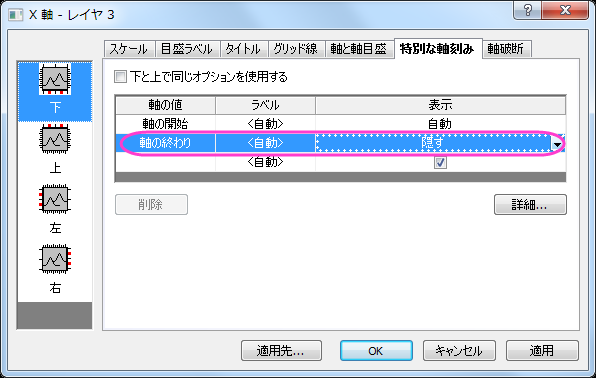 X 軸 - レイヤ 3
スケール 目盛ラベル タイトル グリッド線 軸と軸目盛 特別な軸刻み 軸破断
下と上で同じオプションを使用する
軸の値 ラベル 表示
軸の開始 <自動> 自動
軸の終わり <自動> 隠す
<自動>
下
上
左
右
削除 詳細...
適用先... OK キャンセル 適用